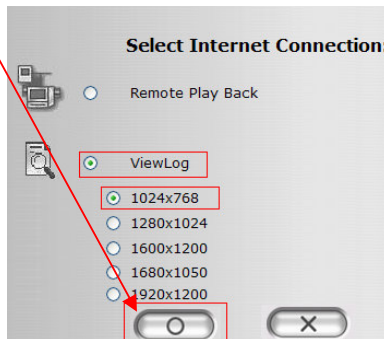 Select Internet Connection:
Remote Play Back
ViewLog
1024x768
1280x1024
1600x1200
1680x1050
1920x1200
O X